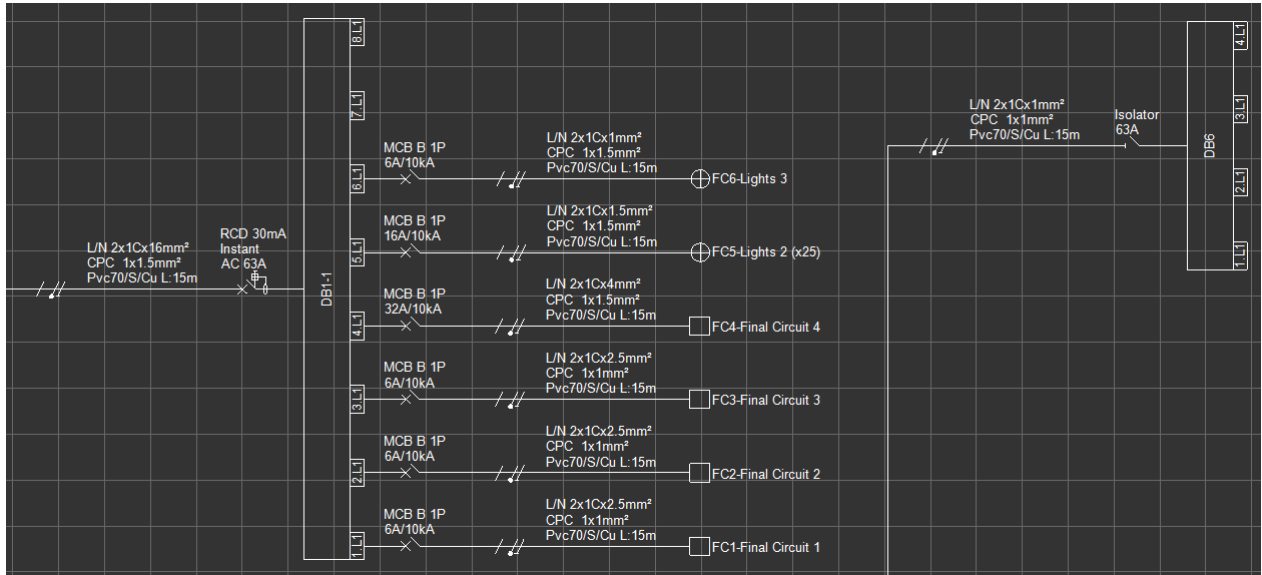 L/N 2x1Cx16mm²
CPC 1x1.5mm²
Pvc70/S/Cu L:15m
RCD 30mA
Instant
AC 63A
DB1-1
8.L1
7.L1
6.L1
MCB B 1P
6A/10kA
L/N 2x1Cx1mm²
CPC 1x1.5mm²
Pvc70/S/Cu L:15m
FC6-Lights 3
5.L1
MCB B 1P
16A/10kA
L/N 2x1Cx1.5mm²
CPC 1x1.5mm²
Pvc70/S/Cu L:15m
FC5-Lights 2 (x25)
4.L1
MCB B 1P
32A/10kA
L/N 2x1Cx4mm²
CPC 1x1.5mm²
Pvc70/S/Cu L:15m
FC4-Final Circuit 4
3.L1
MCB B 1P
6A/10kA
L/N 2x1Cx2.5mm²
CPC 1x1mm²
Pvc70/S/Cu L:15m
FC3-Final Circuit 3
2.L1
MCB B 1P
6A/10kA
L/N 2x1Cx2.5mm²
CPC 1x1mm²
Pvc70/S/Cu L:15m
FC2-Final Circuit 2
1.L1
MCB B 1P
6A/10kA
L/N 2x1Cx2.5mm²
CPC 1x1mm²
Pvc70/S/Cu L:15m
FC1-Final Circuit 1
L/N 2x1Cx1mm²
CPC 1x1mm²
Pvc70/S/Cu L:15m
Isolator
63A
DB6
4.L1
3.L1
2.L1
1.L1